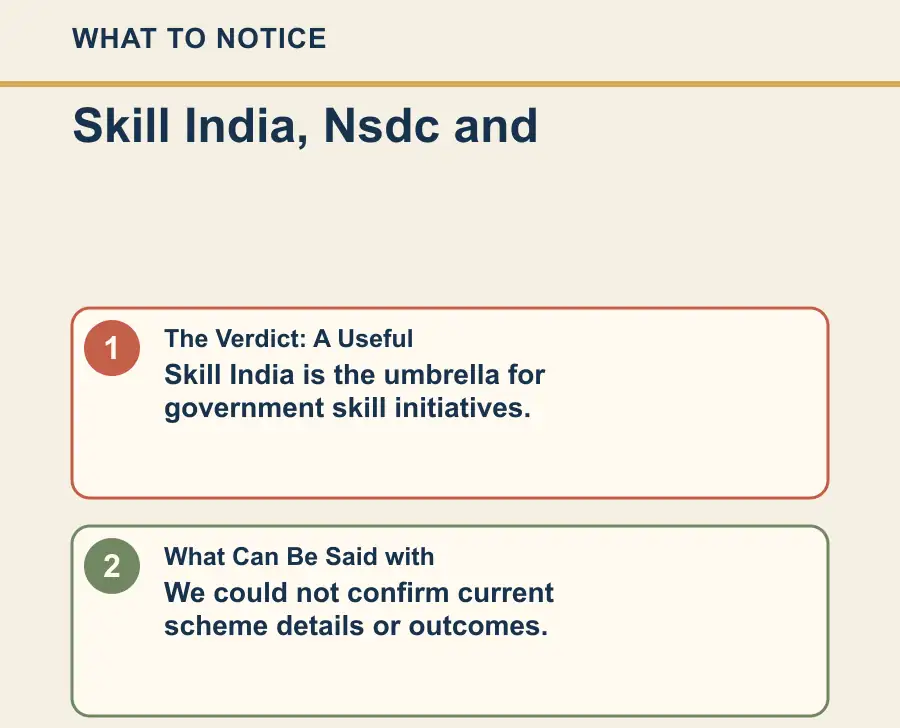 WHAT TO NOTICE
Skill India, Nsdc and
1
The Verdict: A Useful
Skill India is the umbrella for
government skill initiatives.
2
What Can Be Said with
We could not confirm current
scheme details or outcomes.